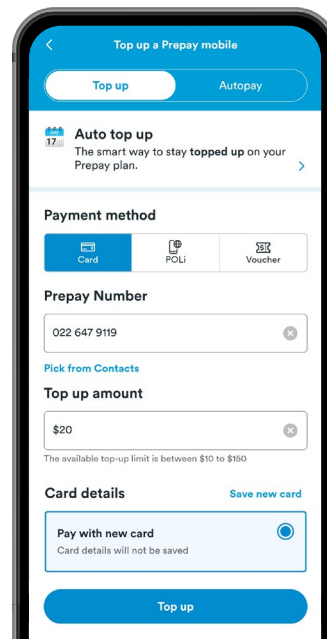 Top up a Prepay mobile
Top up
Autopay
17
Auto top up
The smart way to stay topped up on your
Prepay plan.
Payment method
Card
POLi
Voucher
Prepay Number
022 647 9119
Pick from Contacts
Top up amount
$20
The available top-up limit is between $10 to $150
Card details
Save new card
Pay with new card
Card details will not be saved
Top up